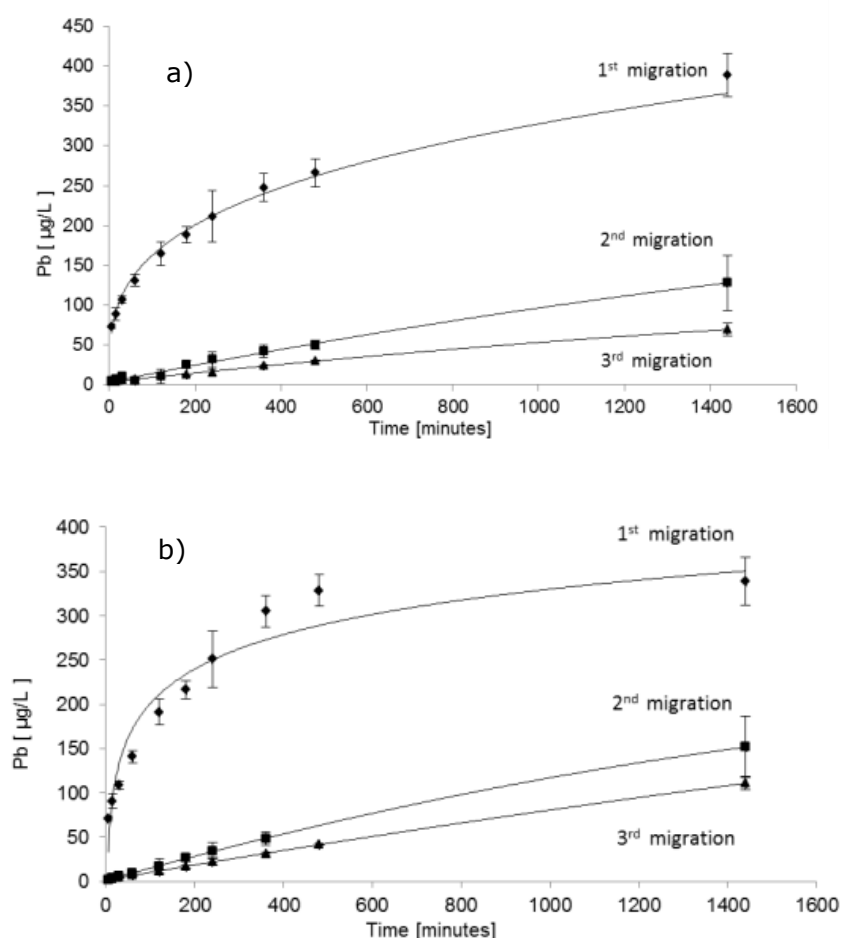 a)
450
400
350
300
250
200
150
100
50
0
Pb [ µg/L ]
1st migration
2nd migration
3rd migration
0 200 400 600 800 1000 1200 1400 1600
Time [minutes]
b)
400
350
300
250
200
150
100
50
0
Pb [ µg/L ]
1st migration
2nd migration
3rd migration
0 200 400 600 800 1000 1200 1400 1600
Time [minutes]